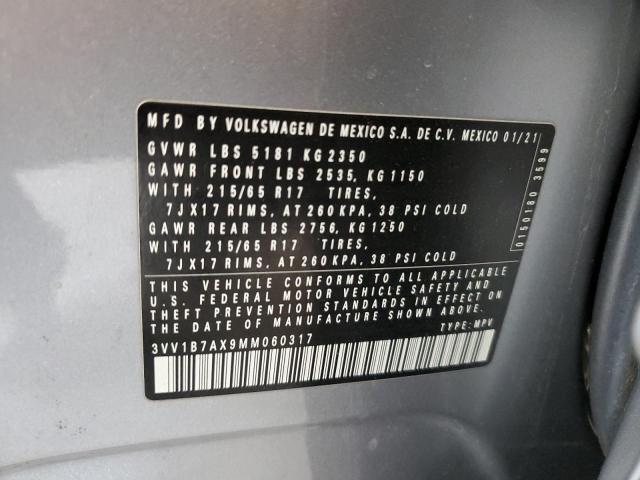 MFD BY VOLKSWAGEN DE MEXICO S.A. DE C.V. MEXICO 01/21
GVWR LBS 5181 KG 2350
GAWR FRONT LBS 2535, KG 1150
WITH 215/65 R17 TIRES,
7JX17 RIMS, AT 260 KPA, 38 PSI COLD
GAWR REAR LBS 2756, KG 1250
WITH 215/65 R17 TIRES,
7JX17 RIMS, AT 260 KPA, 38 PSI COLD
THIS VEHICLE CONFORMS TO ALL APPLICABLE
U.S. FEDERAL MOTOR VEHICLE SAFETY AND
THEFT PREVENTION STANDARDS IN EFFECT ON
THE DATE OF MANUFACTURE SHOWN ABOVE.
3VV1B7AX9MM060317 TYPE: MPV
0150180 3599